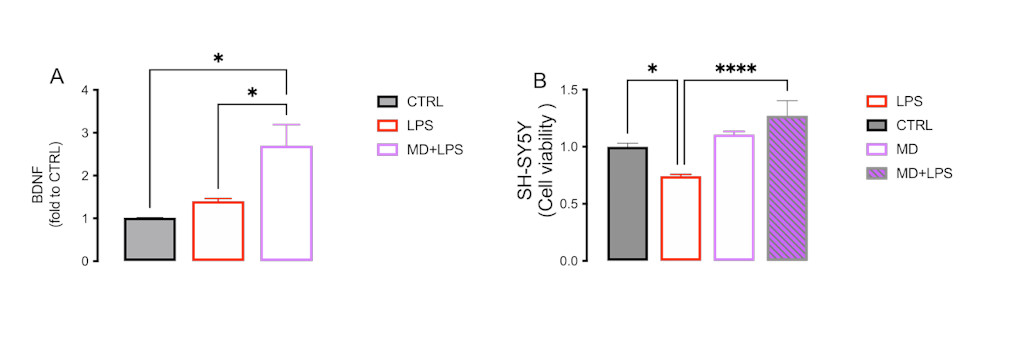 A
*
*
4
3
2
1
0
BDNF
(fold to CTRL)
CTRL
LPS
MD+LPS
B
*
****
1.5
1.0
0.5
0.0
SH-SY5Y
(Cell viability )
LPS
CTRL
MD
MD+LPS